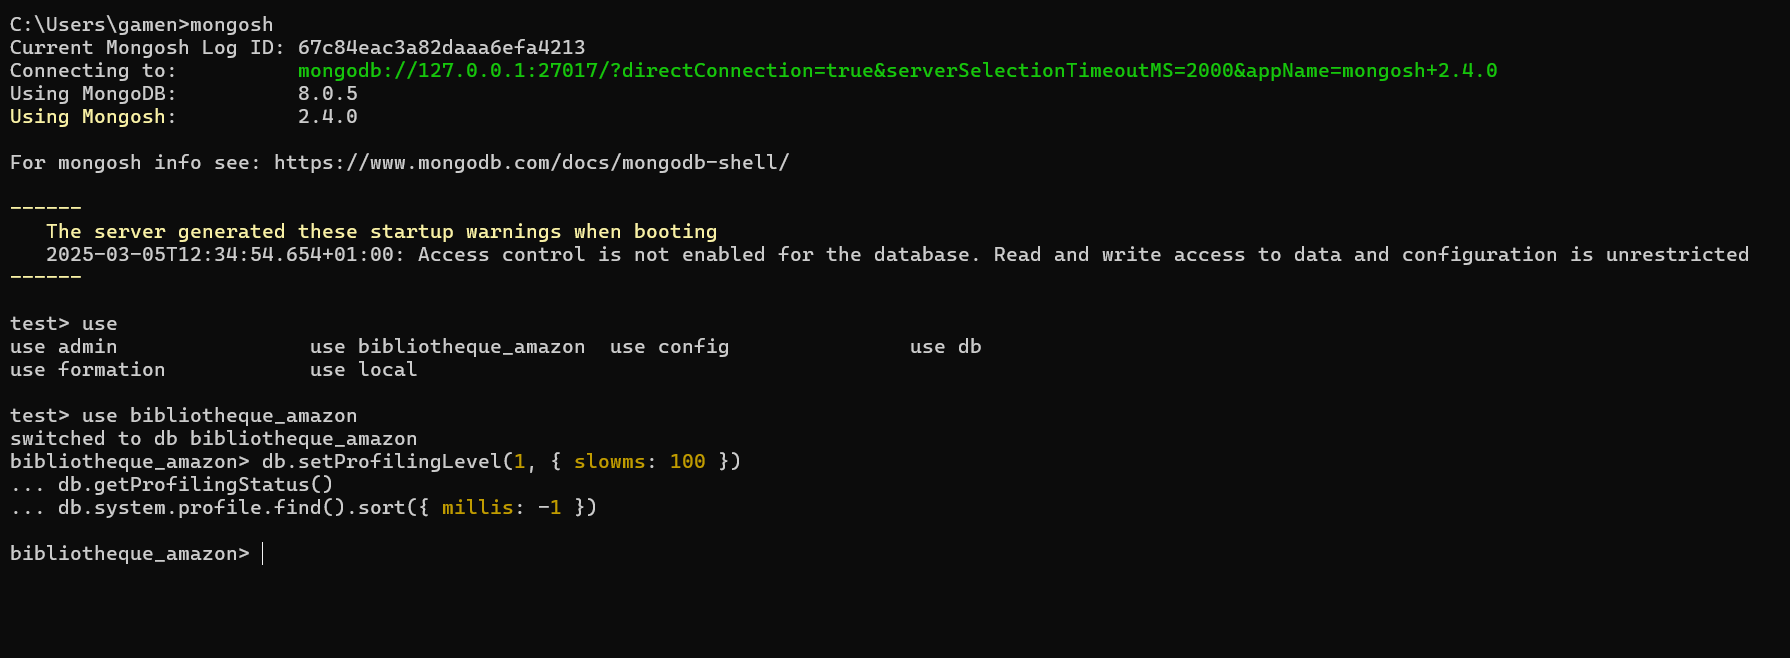 C:\Users\gamen>mongosh
Current Mongosh Log ID: 67c84eac3a82daaa6efa4213
Connecting to:          mongodb://127.0.0.1:27017/?directConnection=true&serverSelectionTimeoutMS=2000&appName=mongosh+2.4.0
Using MongoDB:          8.0.5
Using Mongosh:          2.4.0
For mongosh info see: https://www.mongodb.com/docs/mongodb-shell/
------
   The server generated these startup warnings when booting
   2025-03-05T12:34:54.654+01:00: Access control is not enabled for the database. Read and write access to data and configuration is unrestricted
------
test> use
use admin                use bibliotheque_amazon  use config               use db
use formation            use local
test> use bibliotheque_amazon
switched to db bibliotheque_amazon
bibliotheque_amazon> db.setProfilingLevel(1, { slowms: 100 })
... db.getProfilingStatus()
... db.system.profile.find().sort({ millis: -1 })
bibliotheque_amazon>